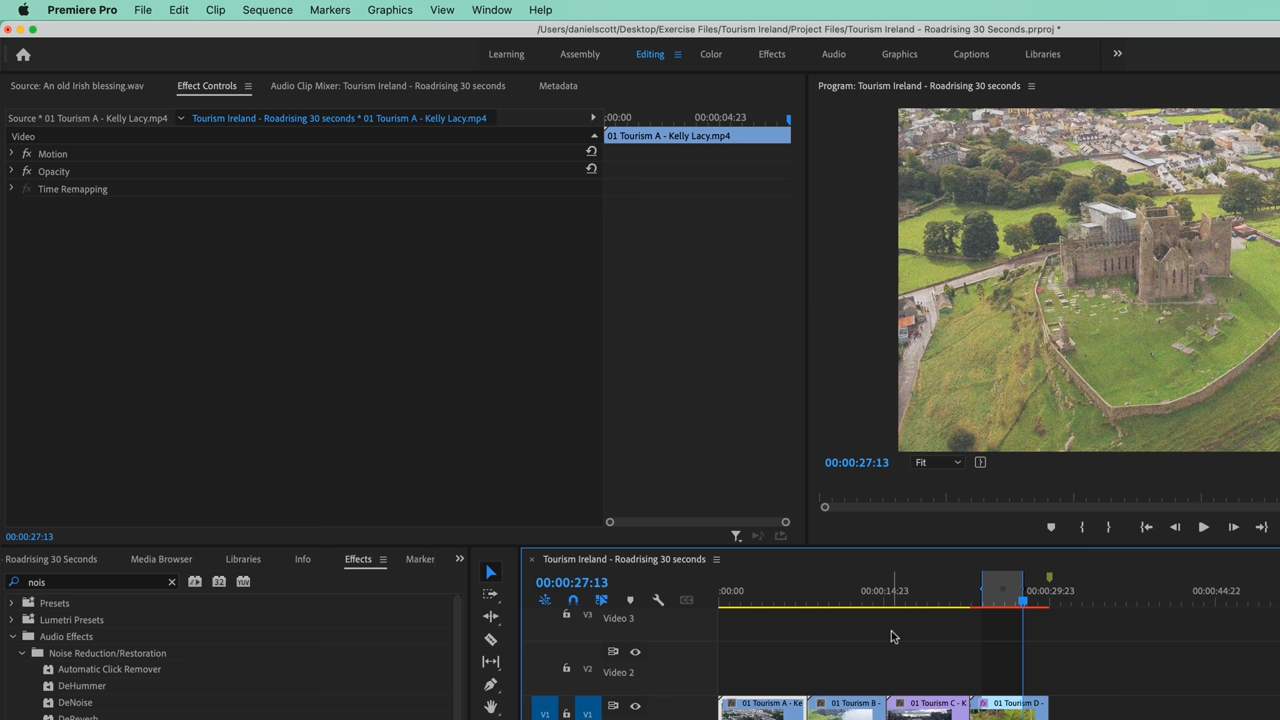 Premiere Pro File Edit Clip Sequence Markers Graphics View Window Help
/Users/danielscott/Desktop/Exercise Files/Tourism Ireland/Project Files/Tourism Ireland - Roadrising 30 Seconds.prproj *
Learning Assembly Editing Color Effects Audio Graphics Captions Libraries
Source: An old Irish blessing.wav Effect Controls Audio Clip Mixer: Tourism Ireland - Roadrising 30 seconds Metadata
Program: Tourism Ireland - Roadrising 30 seconds
Source * 01 Tourism A - Kelly Lacy.mp4 Tourism Ireland - Roadrising 30 seconds * 01 Tourism A - Kelly Lacy.mp4
:00:00 00:00:04:23
Video
01 Tourism A - Kelly Lacy.mp4
fx Motion
fx Opacity
fx Time Remapping
00:00:27:13 Fit
00:00:27:13
- Roadrising 30 Seconds Media Browser Libraries Info Effects Marker
Tourism Ireland - Roadrising 30 seconds
nois
00:00:27:13
:00:00 00:00:14:23 00:00:29:23 00:00:44:22
Presets
Lumetri Presets
Audio Effects
Noise Reduction/Restoration
Automatic Click Remover
DeHummer
DeNoise
DeReverb
V3 Video 3
V2 Video 2
V1 V1
01 Tourism A - Ke 01 Tourism B - 01 Tourism C - K fx 01 Tourism D -